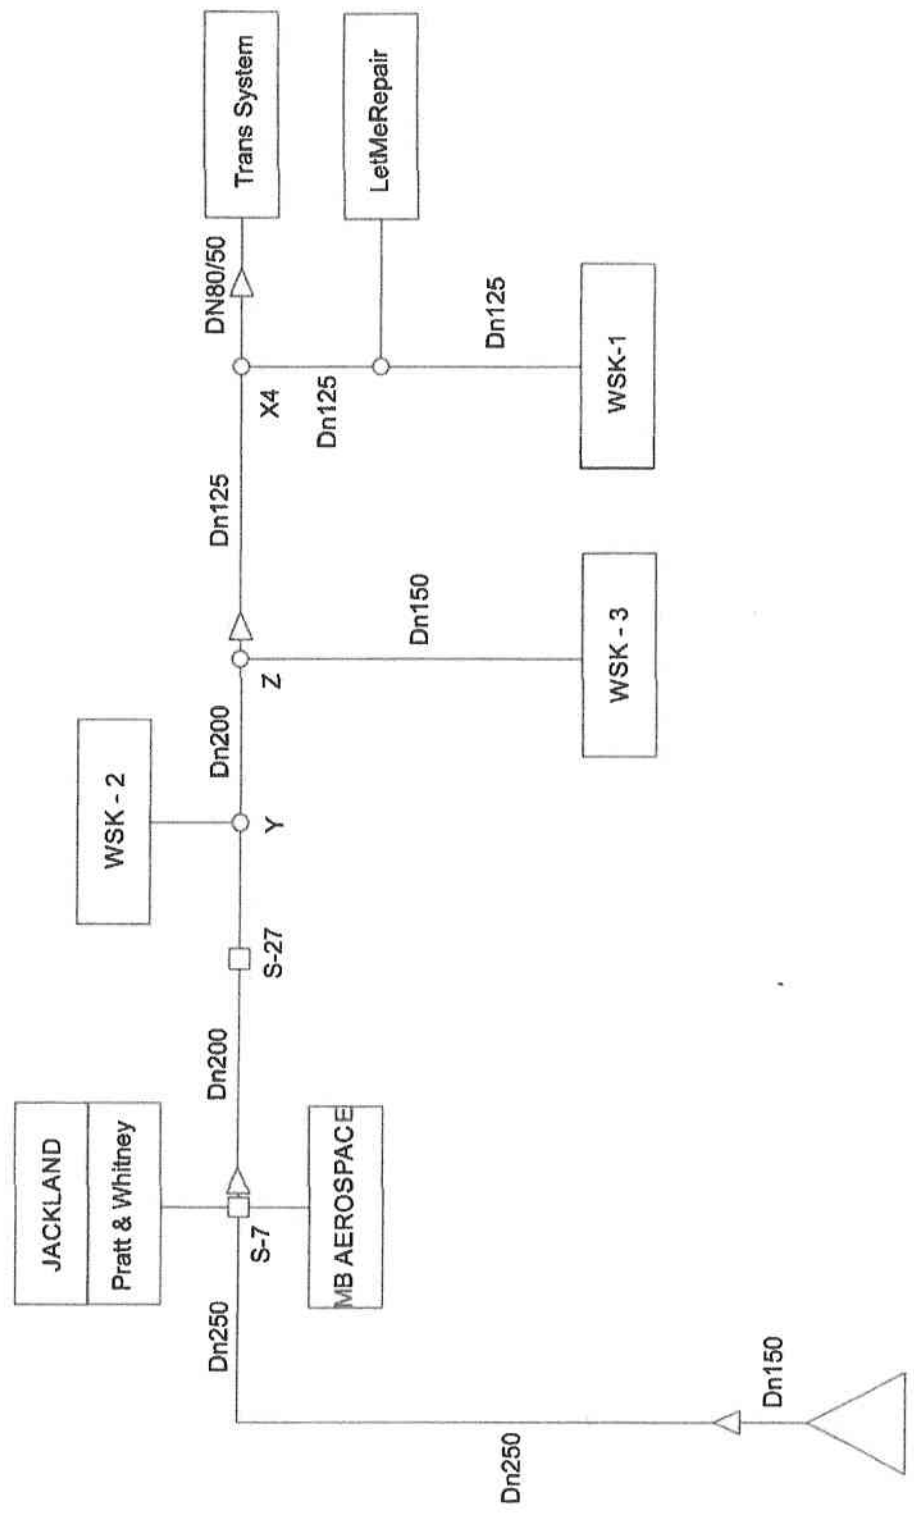 Trans System
LetMeRepair
DN80/50
Dn125
WSK-1
X4
Dn125
Dn125
Dn150
WSK - 3
Z
Dn200
WSK - 2
Y
S-27
Dn200
JACKLAND
Pratt & Whitney
MB AEROSPACE
S-7
Dn250
Dn150
Dn250